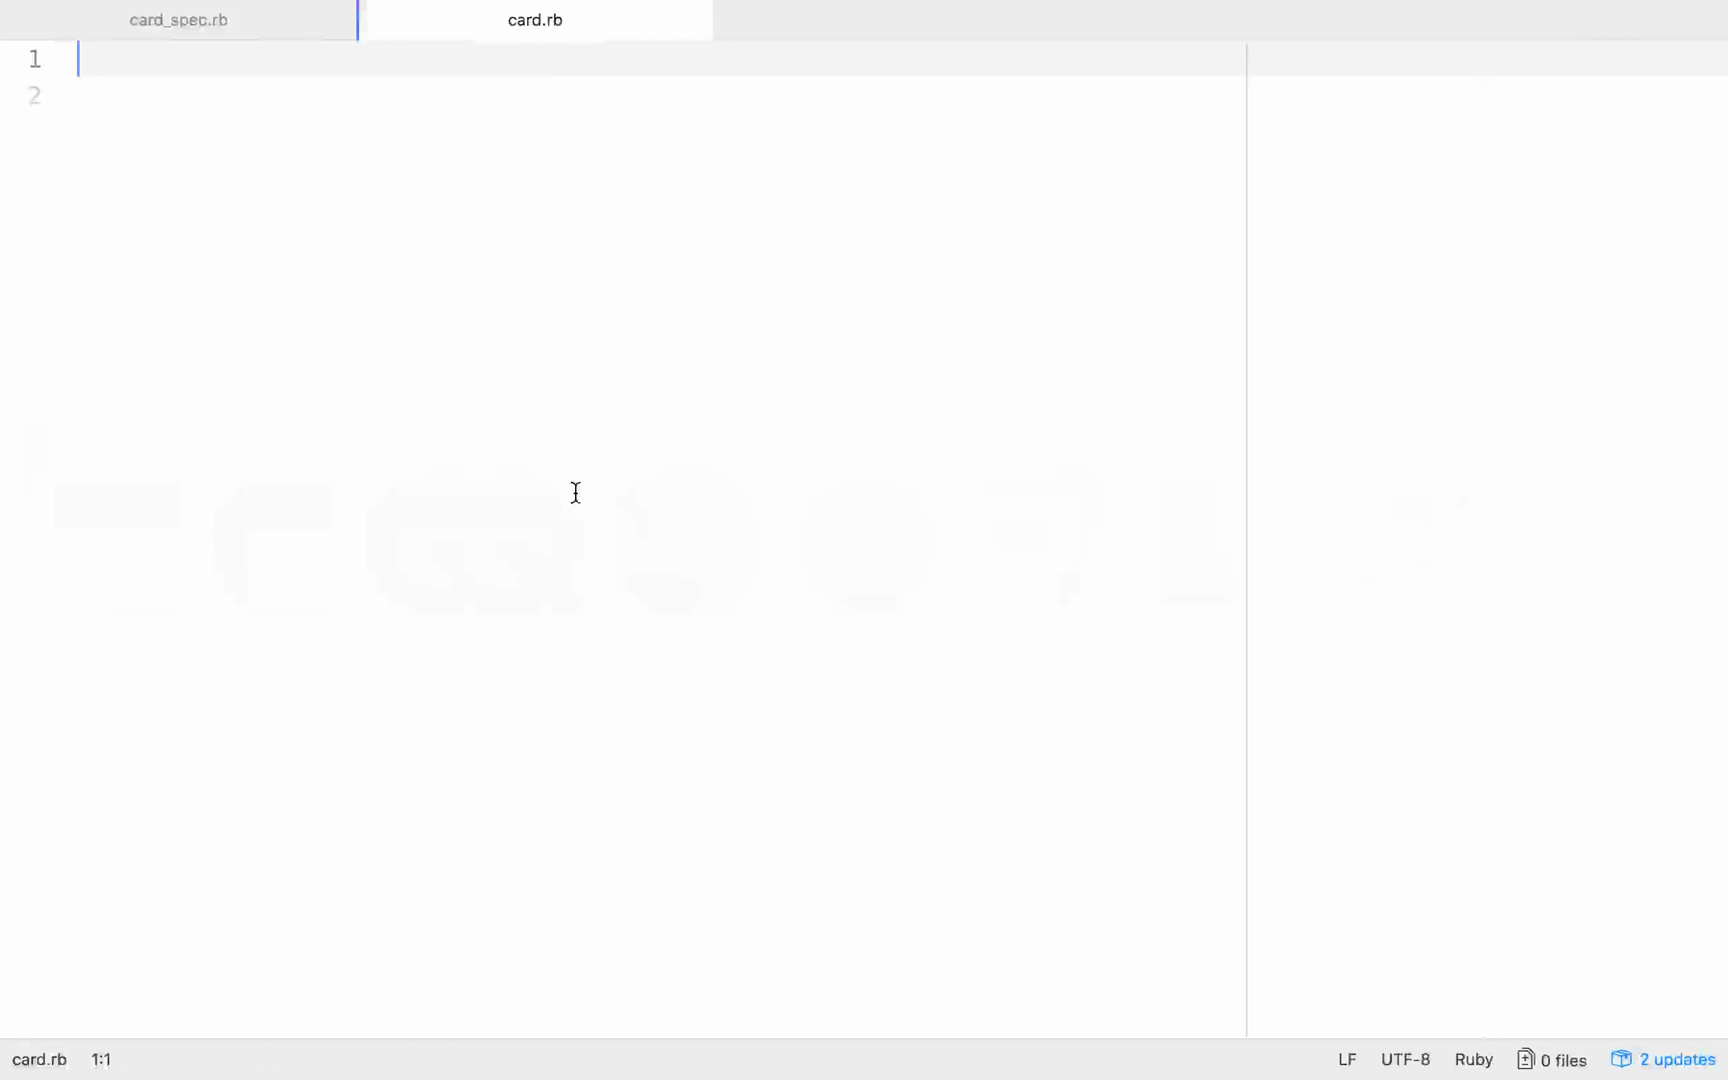 card_spec.rb card.rb
1
2
card.rb 1:1 LF UTF-8 Ruby 0 files 2 updates